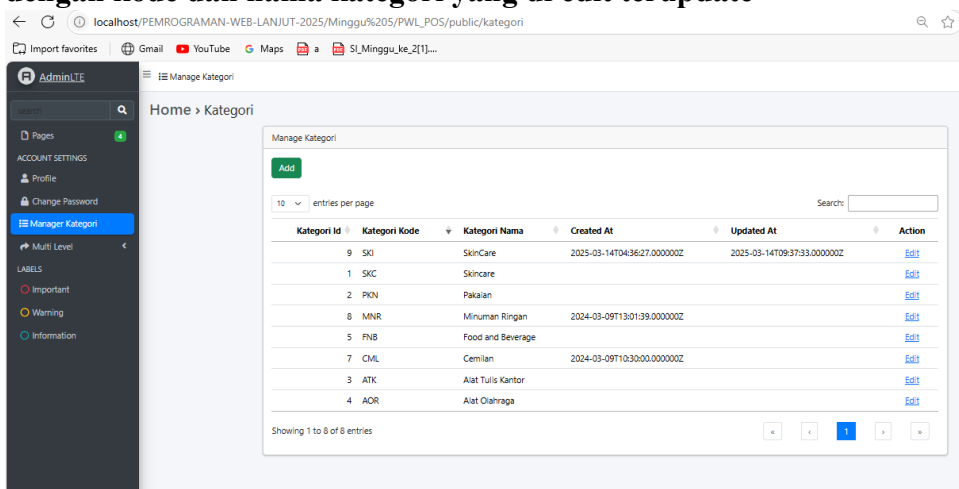 dengan kode dan nama kategori yang di edit terupdate
localhost/PEMROGRAMAN-WEB-LANJUT-2025/Minggu%205/PWL_POS/public/kategori
Import favorites Gmail YouTube Maps a SI_Minggu_ke_2[1]....
AdminLTE
Manage Kategori
search
Home › Kategori
Pages 4
ACCOUNT SETTINGS
Profile
Change Password
Manager Kategori
Multi Level
LABELS
Important
Warning
Information
Manage Kategori
Add
10 entries per page Search:
Kategori Id Kategori Kode Kategori Nama Created At Updated At Action
9 SKI SkinCare 2025-03-14T04:36:27.000000Z 2025-03-14T09:37:33.000000Z Edit
1 SKC Skincare Edit
2 PKN Pakaian Edit
8 MNR Minuman Ringan 2024-03-09T13:01:39.000000Z Edit
5 FNB Food and Beverage Edit
7 CML Cemilan 2024-03-09T10:30:00.000000Z Edit
3 ATK Alat Tulis Kantor Edit
4 AOR Alat Olahraga Edit
Showing 1 to 8 of 8 entries « ‹ 1 › »